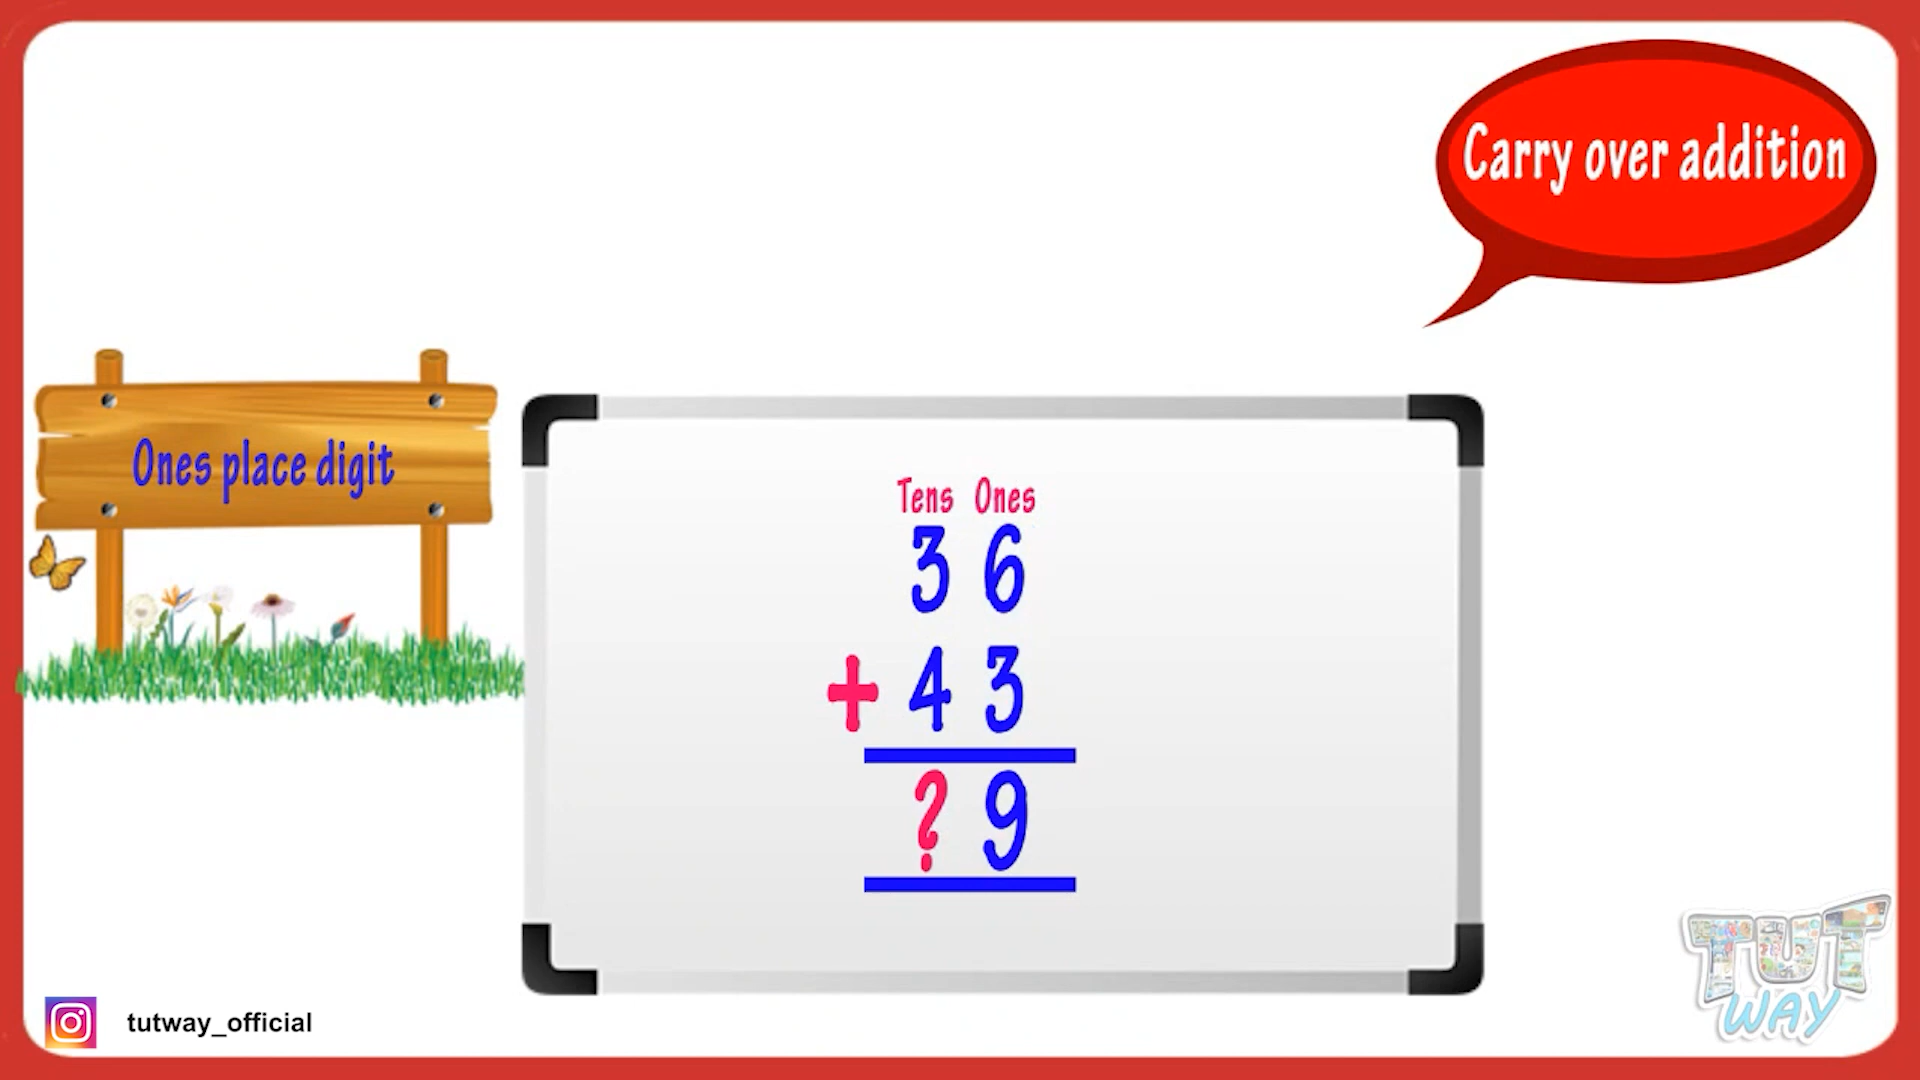 Carry over addition
Ones place digit
Tens Ones
3 6
+ 4 3
? 9
TUT
WAY
tutway_official